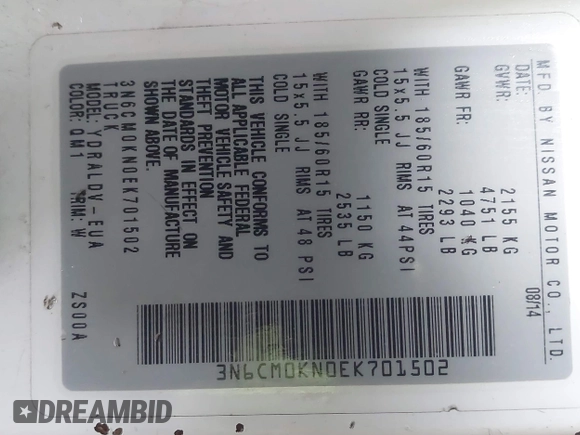 MFD BY NISSAN MOTOR CO., LTD.
DATE: 08/14
GVWR: 2155 KG
4751 LB
GAWR FR: 1040 KG
2293 LB
WITH 185/60R15 TIRES
15x5.5 JJ RIMS AT 44PSI
COLD SINGLE
GAWR RR: 1150 KG
2535 LB
WITH 185/60R15 TIRES
15x5.5 JJ RIMS AT 48 PSI
COLD SINGLE
THIS VEHICLE CONFORMS TO
ALL APPLICABLE FEDERAL
MOTOR VEHICLE SAFETY AND
THEFT PREVENTION
STANDARDS IN EFFECT ON
THE DATE OF MANUFACTURE
SHOWN ABOVE.
3N6CM0KN0EK701502
TRUCK
MODEL: YDRALDV-EUA
COLOR: QM1 TRIM: W ZS00A
3N6CM0KN0EK701502
DREAMBID